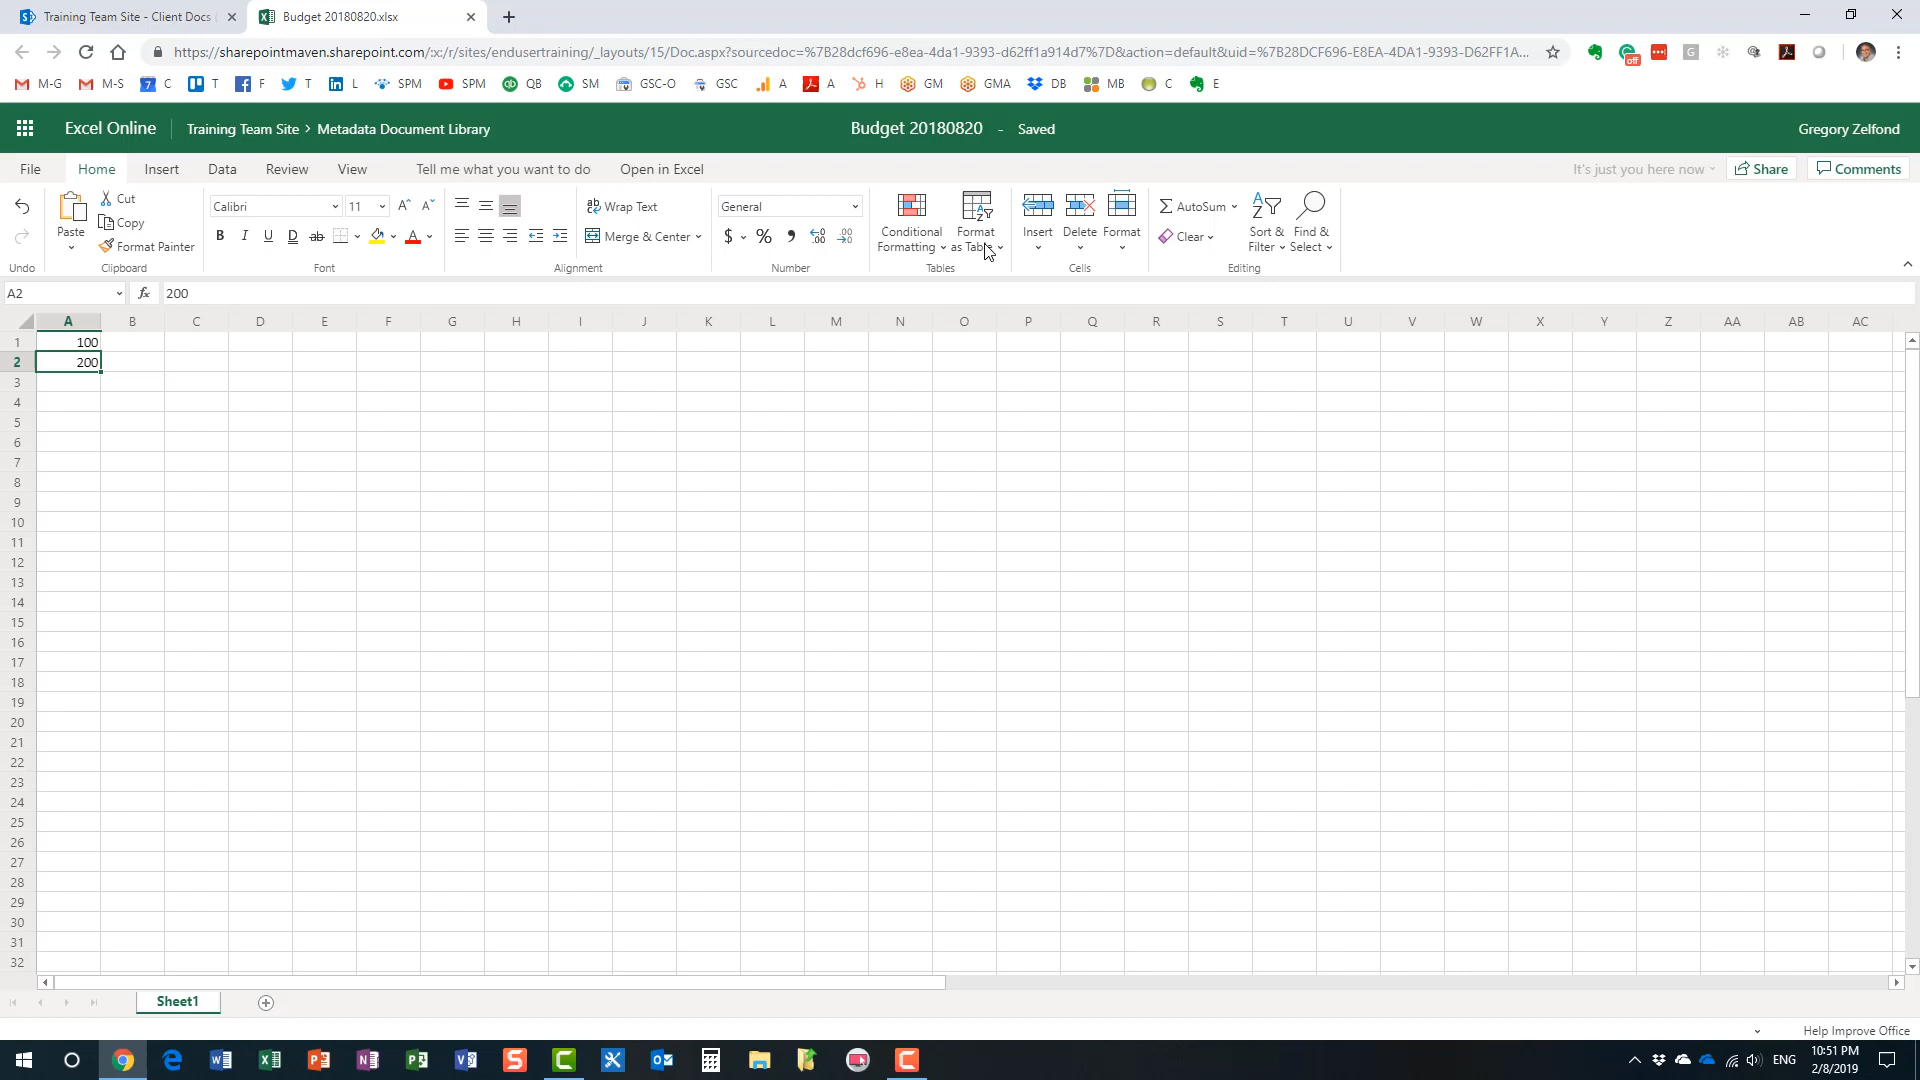 Training Team Site - Client Docs
Budget 20180820.xlsx
https://sharepointmaven.sharepoint.com/:x:/r/sites/endusertraining/_layouts/15/Doc.aspx?sourcedoc=%7B28dcf696-e8ea-4da1-9393-d62ff1a914d7%7D&action=default&uid=%7B28DCF696-E8EA-4DA1-9393-D62FF1A...
off
M-G M-S 7 C T F T L SPM SPM QB SM GSC-O GSC A A H GM GMA DB MB C E
Excel Online Training Team Site > Metadata Document Library Budget 20180820 - Saved Gregory Zelfond
File Home Insert Data Review View Tell me what you want to do Open in Excel It's just you here now Share Comments
Paste Cut Copy Format Painter
Calibri 11 A A
B I U D ab A
ab Wrap Text
Merge & Center
General
$ % , .00 .00
Conditional Formatting Format as Table
Insert Delete Format
AutoSum Clear
Sort & Filter Find & Select
Undo Clipboard Font Alignment Number Tables Cells Editing
A2 fx 200
A B C D E F G H I J K L M N O P Q R S T U V W X Y Z AA AB AC
1 100
2 200
3
4
5
6
7
8
9
10
11
12
13
14
15
16
17
18
19
20
21
22
23
24
25
26
27
28
29
30
31
32
Sheet1
Help Improve Office
ENG 10:51 PM
2/8/2019